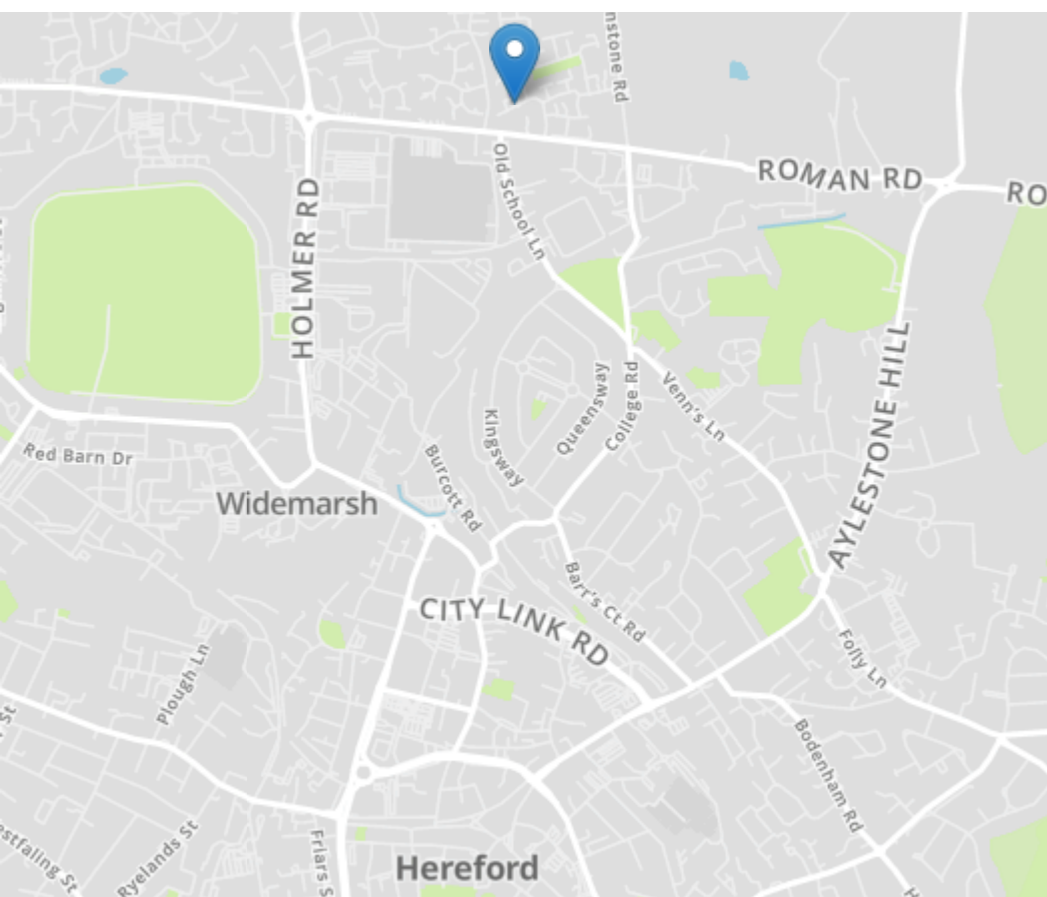 nstone Rd
Old School Ln
ROMAN RD
RO
HOLMER RD
AYLESTONE HILL
Queensway
College Rd
Venn's Ln
Kingsway
Red Barn Dr
Burcott Rd
Widemarsh
Barr's Ct Rd
CITY LINK RD
Folly Ln
Plough Ln
St
Bodenham Rd
estfaling St
Ryelands St
Friars S
Hereford
H